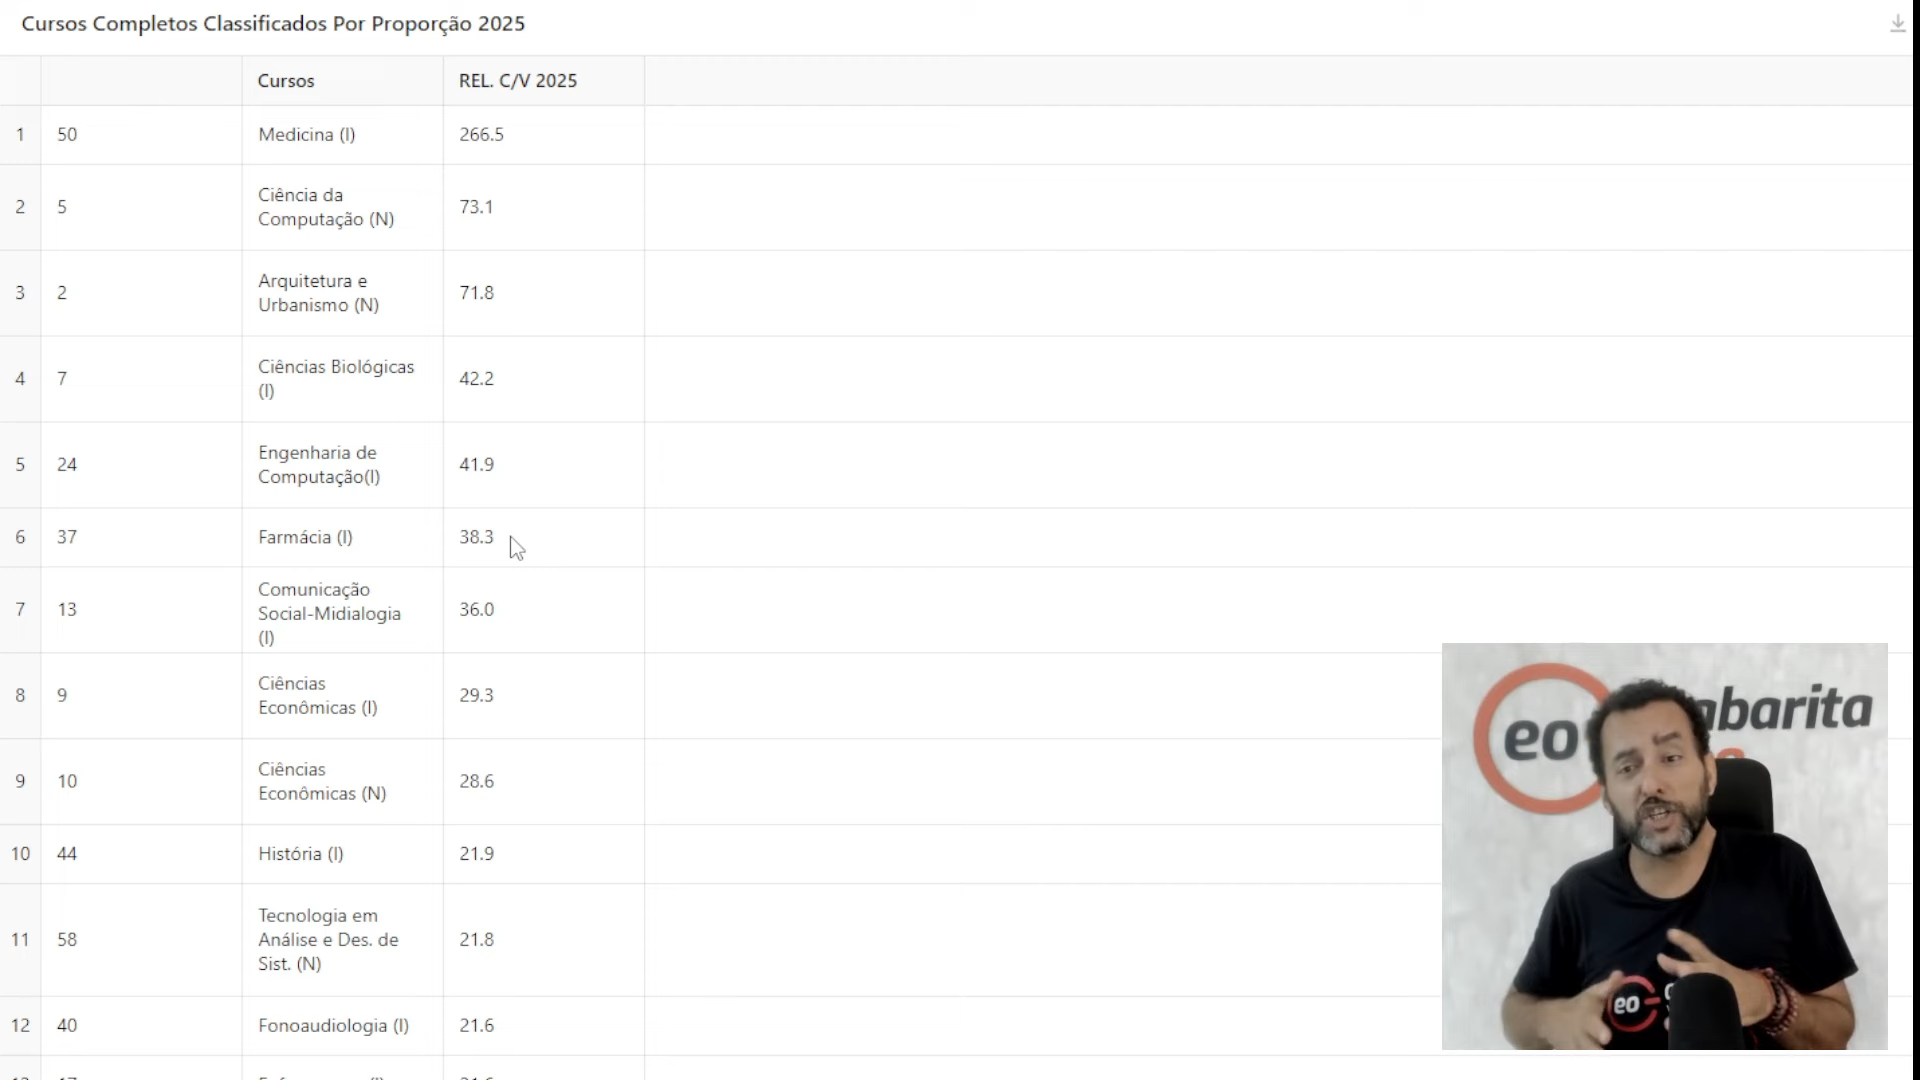 Cursos Completos Classificados Por Proporção 2025
Cursos
REL. C/V 2025
1
50
Medicina (I)
266.5
2
5
Ciência da
Computação (N)
73.1
3
2
Arquitetura e
Urbanismo (N)
71.8
4
7
Ciências Biológicas
(I)
42.2
5
24
Engenharia de
Computação(I)
41.9
6
37
Farmácia (I)
38.3
7
13
Comunicação
Social-Midialogia
(I)
36.0
8
9
Ciências
Econômicas (I)
29.3
9
10
Ciências
Econômicas (N)
28.6
10
44
História (I)
21.9
11
58
Tecnologia em
Análise e Des. de
Sist. (N)
21.8
12
40
Fonoaudiologia (I)
21.6
eo
abarita
eo